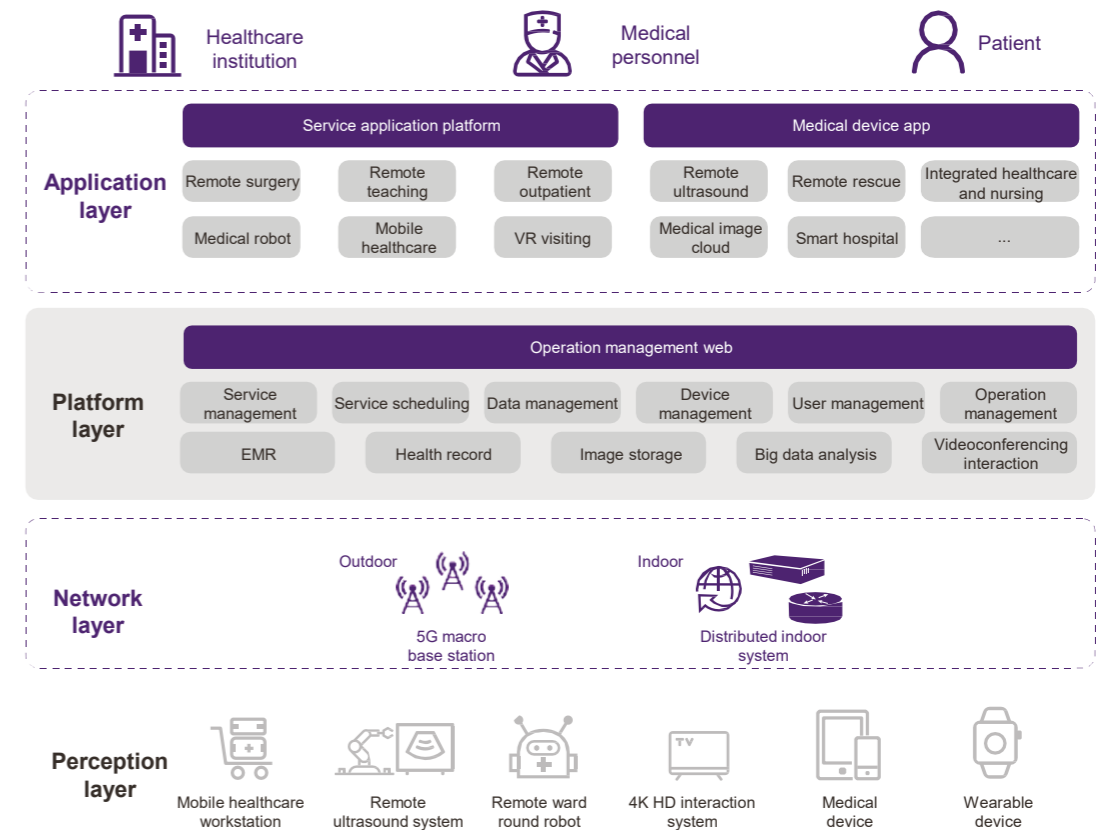 Healthcare
institution
Medical
personnel
Patient
Application
layer
Service application platform
Medical device app
Remote surgery
Remote
teaching
Remote
outpatient
Remote
ultrasound
Remote rescue
Integrated healthcare
and nursing
Medical robot
Mobile
healthcare
VR visiting
Medical image
cloud
Smart hospital
...
Platform
layer
Operation management web
Service
management
Service scheduling
Data management
Device
management
User management
Operation
management
EMR
Health record
Image storage
Big data analysis
Videoconferencing
interaction
Network
layer
Outdoor
5G macro
base station
Indoor
Distributed indoor
system
Perception
layer
Mobile healthcare
workstation
Remote
ultrasound system
Remote ward
round robot
TV
4K HD interaction
system
Medical
device
Wearable
device